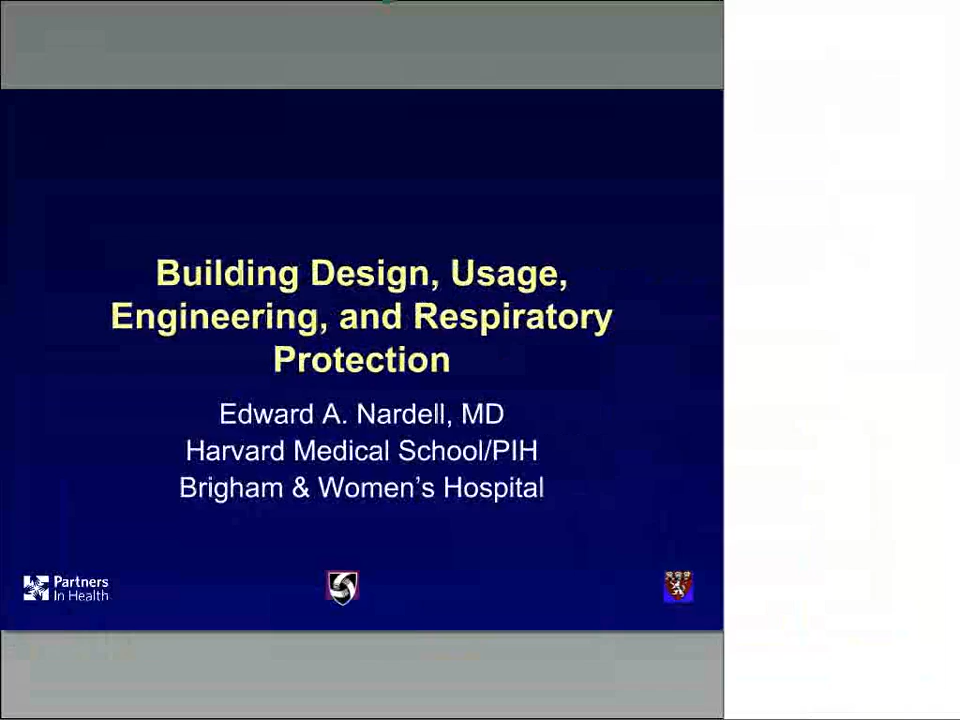 Building Design, Usage,
Engineering, and Respiratory
Protection
Edward A. Nardell, MD
Harvard Medical School/PIH
Brigham & Women’s Hospital
Partners
In Health